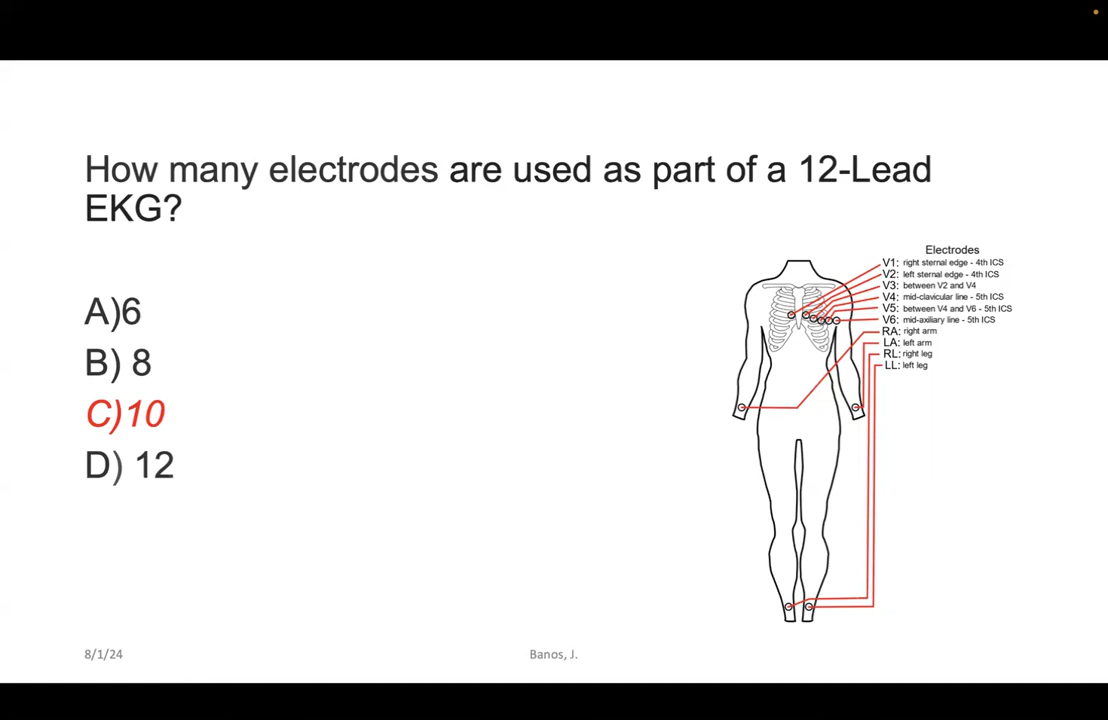 How many electrodes are used as part of a 12-Lead
EKG?
A)6
B) 8
C)10
D) 12
Electrodes
V1: right sternal edge - 4th ICS
V2: left sternal edge - 4th ICS
V3: between V2 and V4
V4: mid-clavicular line - 5th ICS
V5: between V4 and V6 - 5th ICS
V6: mid-axiliary line - 5th ICS
RA: right arm
LA: left arm
RL: right leg
LL: left leg
8/1/24
Banos, J.